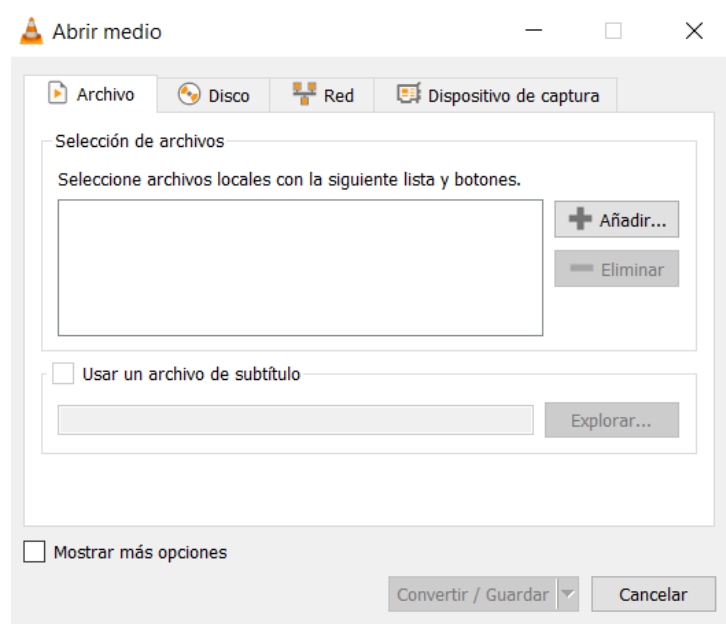 Abrir medio
Archivo
Disco
Red
Dispositivo de captura
Selección de archivos
Seleccione archivos locales con la siguiente lista y botones.
Añadir...
Eliminar
Usar un archivo de subtítulo
Explorar...
Mostrar más opciones
Convertir / Guardar
Cancelar